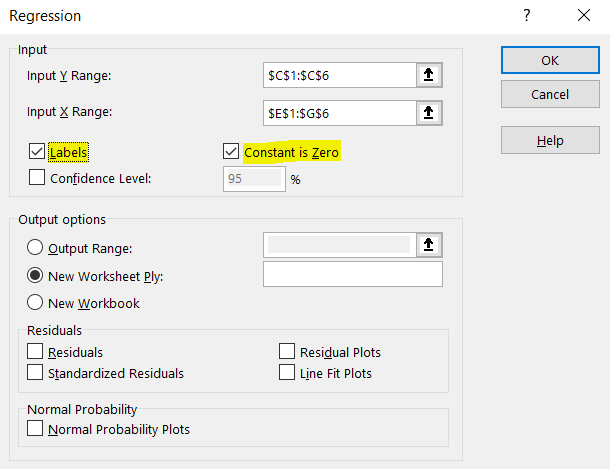 Regression
? ×
Input
Input Y Range: $C$1:$C$6
Input X Range: $E$1:$G$6
Labels Constant is Zero
Confidence Level: 95 %
OK
Cancel
Help
Output options
Output Range:
New Worksheet Ply:
New Workbook
Residuals
Residuals Residual Plots
Standardized Residuals Line Fit Plots
Normal Probability
Normal Probability Plots